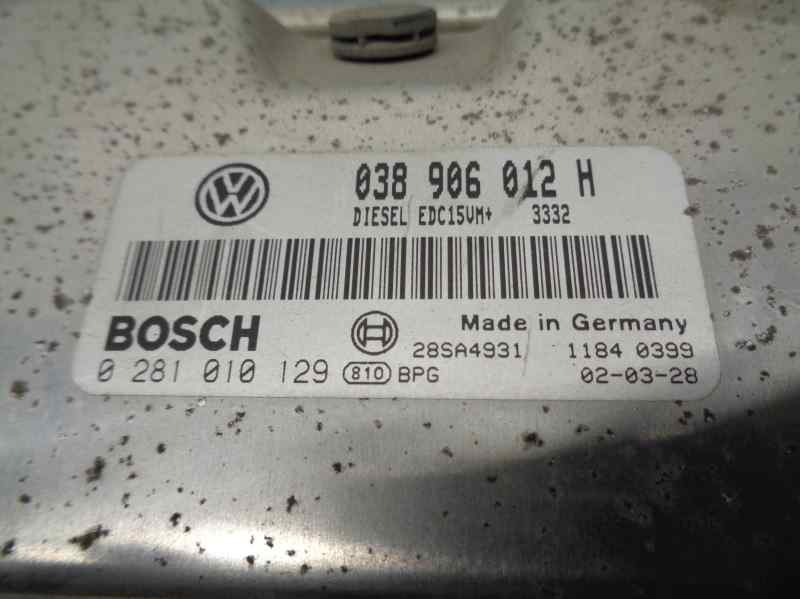 038 906 012 H
DIESEL EDC15VM+ 3332
BOSCH
Made in Germany
28SA4931 1184 0399
0 281 010 129 810 BPG 02-03-28